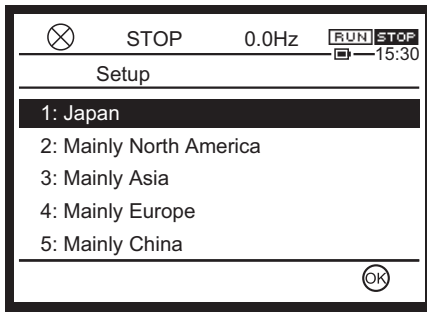 STOP 0.0Hz RUN STOP
15:30
Setup
1: Japan
2: Mainly North America
3: Mainly Asia
4: Mainly Europe
5: Mainly China
OK